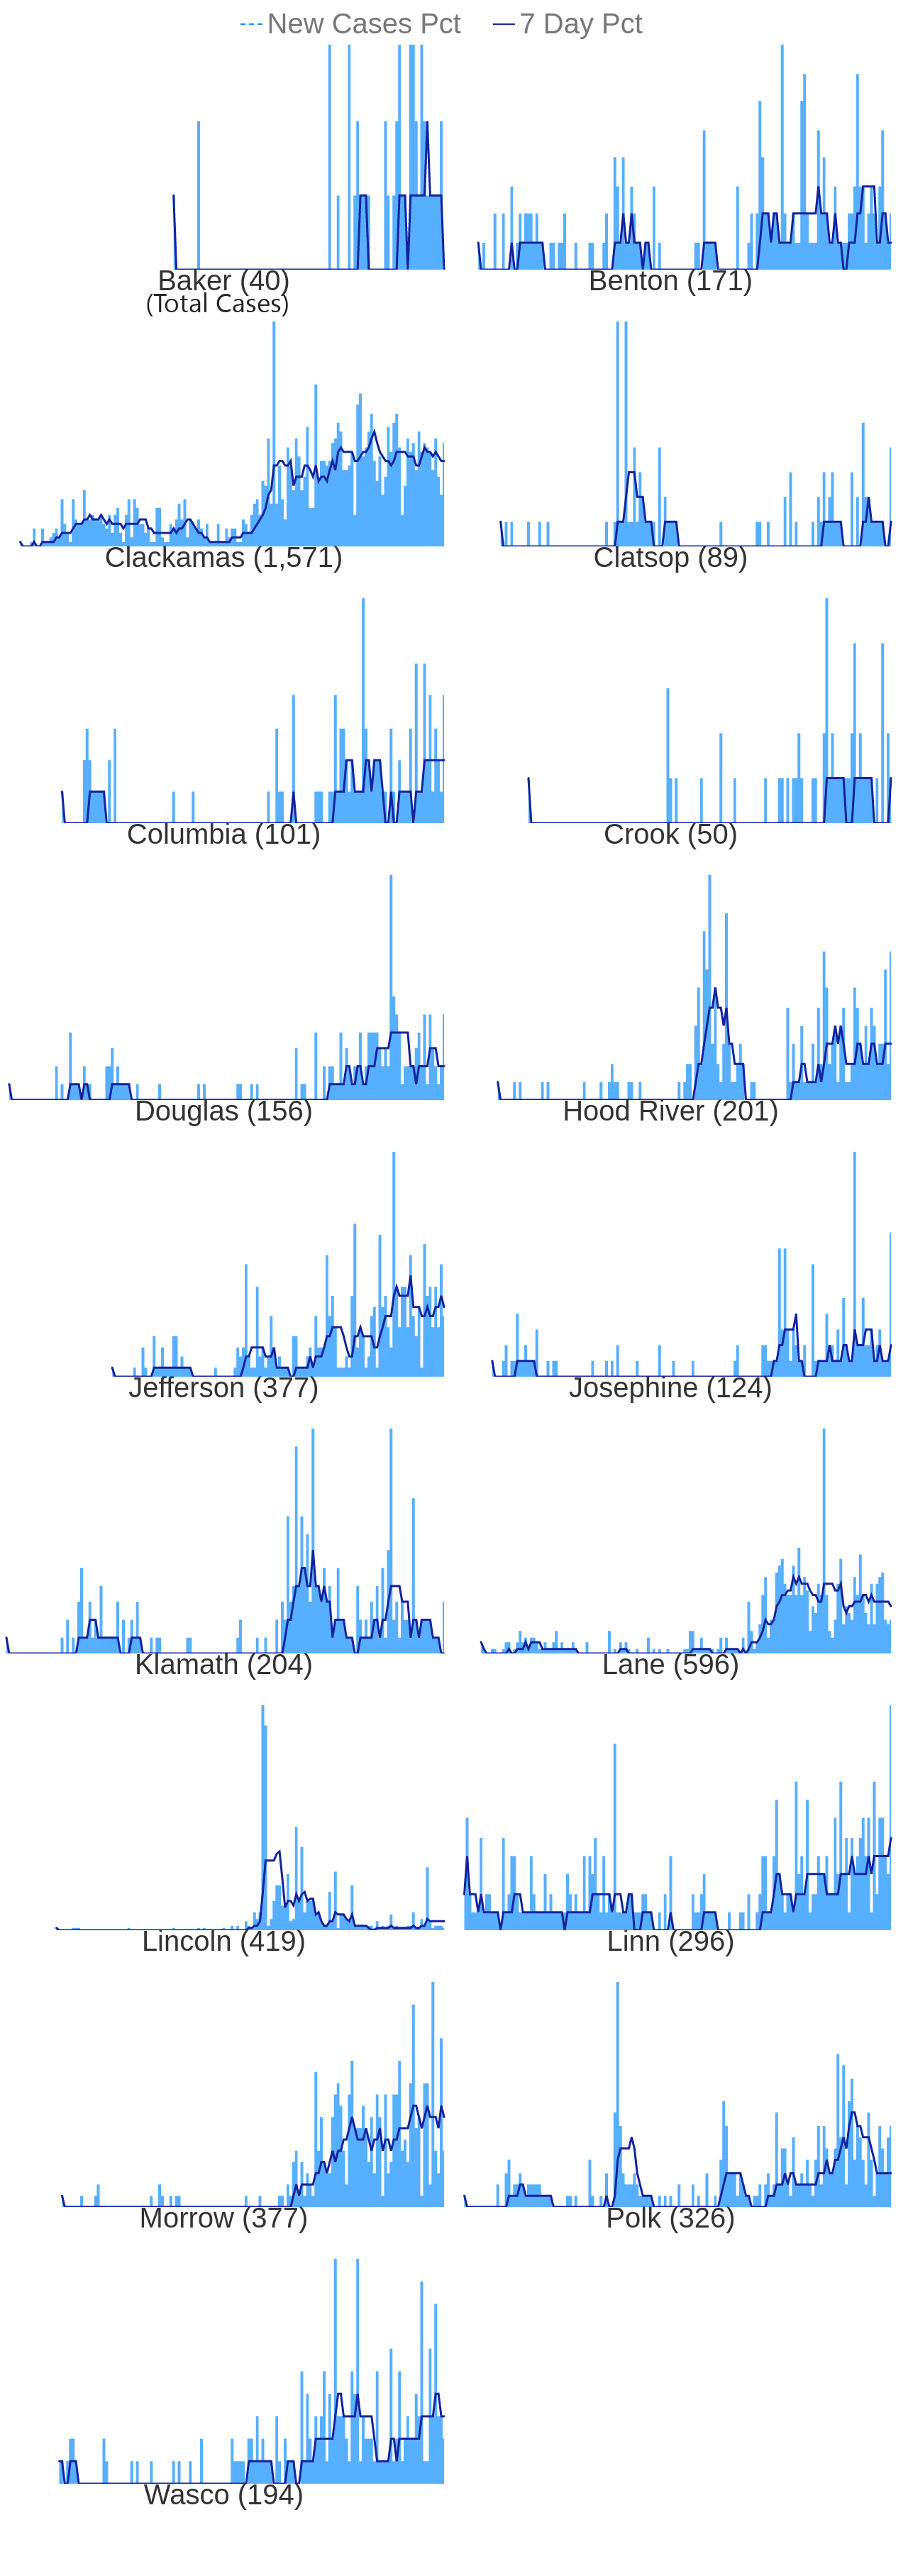 New Cases Pct 7 Day Pct
Baker (40) Benton (171)
(Total Cases)
Clackamas (1,571) Clatsop (89)
Columbia (101) Crook (50)
Douglas (156) Hood River (201)
Jefferson (377) Josephine (124)
Klamath (204) Lane (596)
Lincoln (419) Linn (296)
Morrow (377) Polk (326)
Wasco (194)